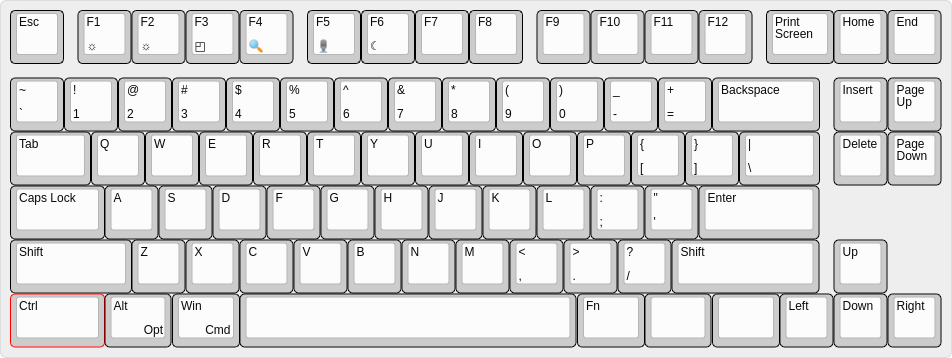 Esc F1 F2 F3 F4 F5 F6 F7 F8 F9 F10 F11 F12 Print Screen Home End
~ ! @ # $ % ^ & * ( ) _ + Backspace Insert Page Up
` 1 2 3 4 5 6 7 8 9 0 - =
Tab Q W E R T Y U I O P { } | Delete Page Down
[ ] \
Caps Lock A S D F G H J K L : " Enter
; '
Shift Z X C V B N M < > ? Shift Up
, . /
Ctrl Alt Win Fn Left Down Right
Opt Cmd